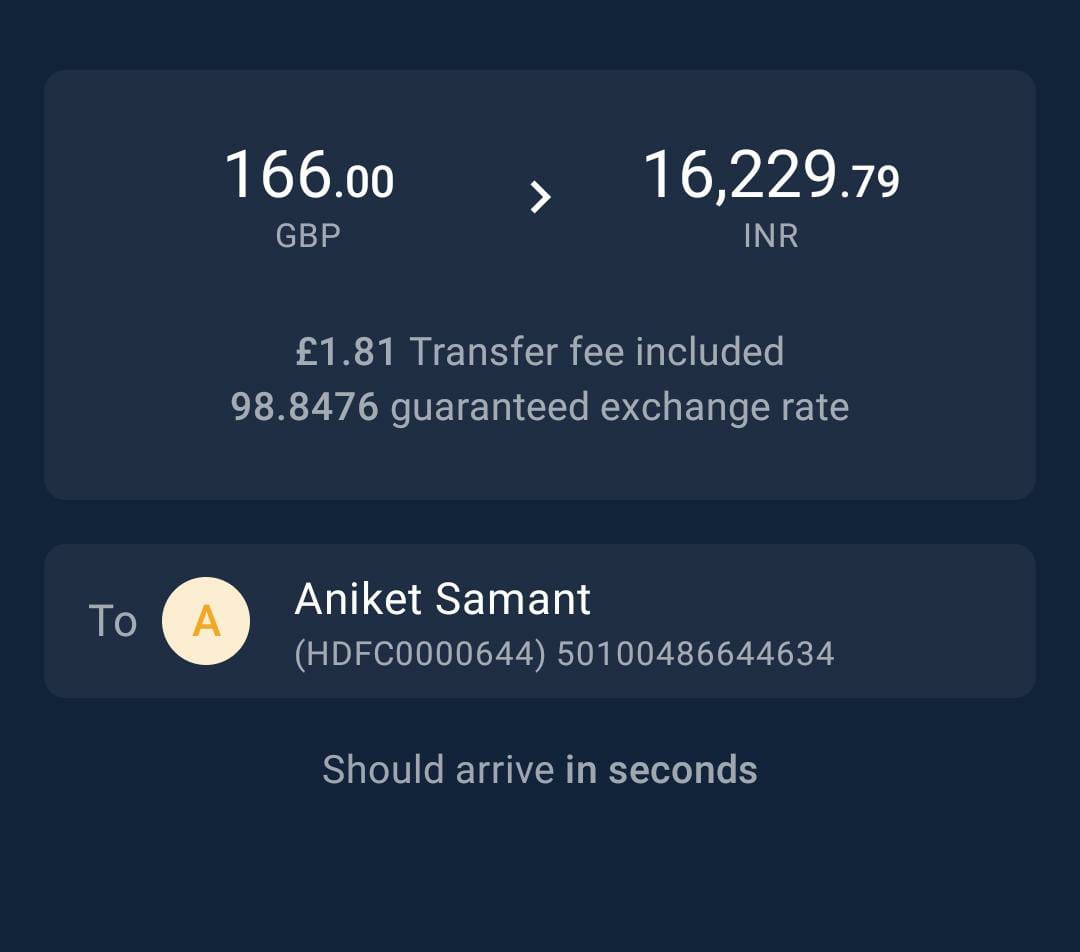 166.00 > 16,229.79
GBP INR
£1.81 Transfer fee included
98.8476 guaranteed exchange rate
To A Aniket Samant
(HDFC0000644) 50100486644634
Should arrive in seconds